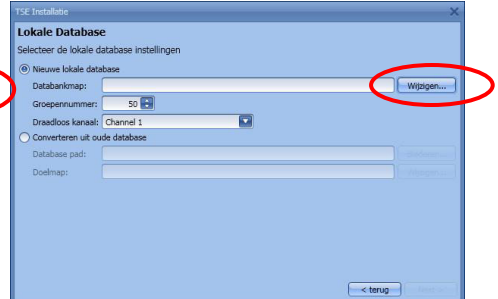 TSE Installatie
Lokale Database
Selecteer de lokale database instellingen
Nieuwe lokale database
Databankmap: Wijzigen...
Groepennummer: 50
Draadloos kanaal: Channel 1
Converteren uit oude database
Database pad:
Doelmap:
< terug